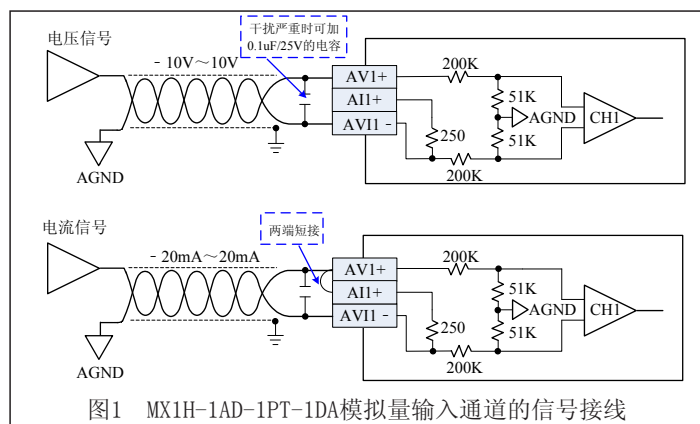 电压信号
干扰严重时可加
0.1uF/25V的电容
－10V～10V
AV1+
AI1+
AVI1 -
200K
51K
AGND
250
51K
200K
CH1
AGND
电流信号
两端短接
－20mA～20mA
AV1+
AI1+
AVI1 -
200K
51K
AGND
250
51K
200K
CH1
AGND
图1 MX1H-1AD-1PT-1DA模拟量输入通道的信号接线